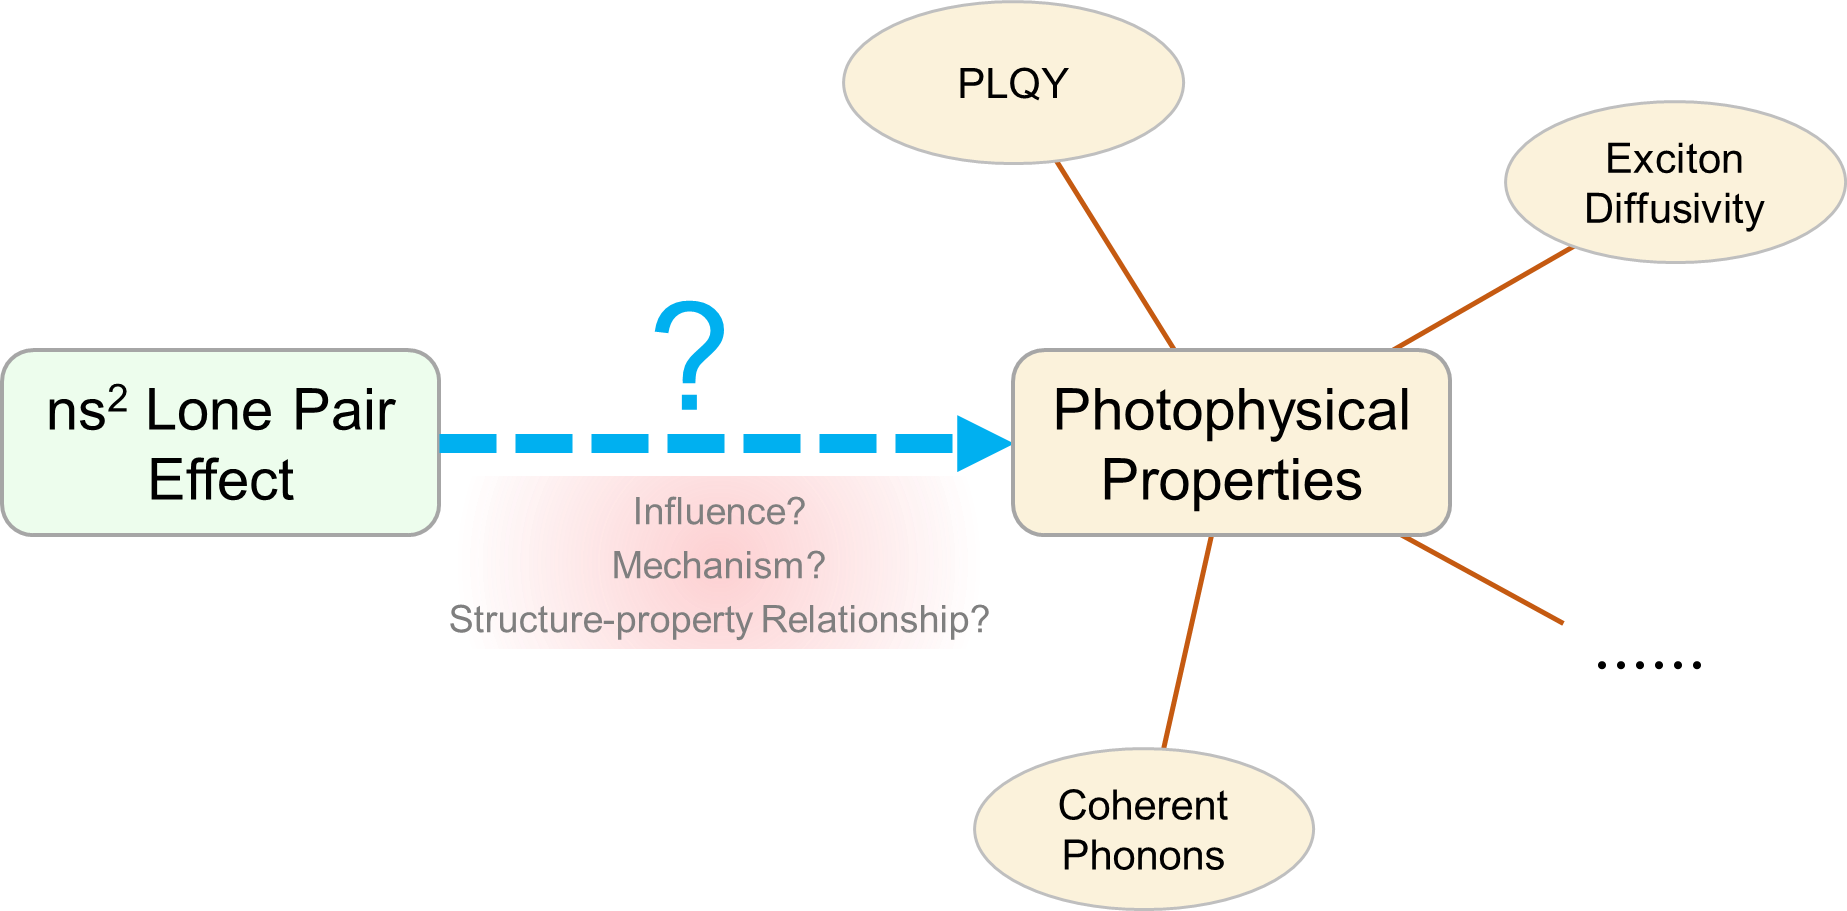 PLQY
Exciton
Diffusivity
?
ns² Lone Pair
Effect
Photophysical
Properties
Influence?
Mechanism?
Structure-property Relationship?
......
Coherent
Phonons